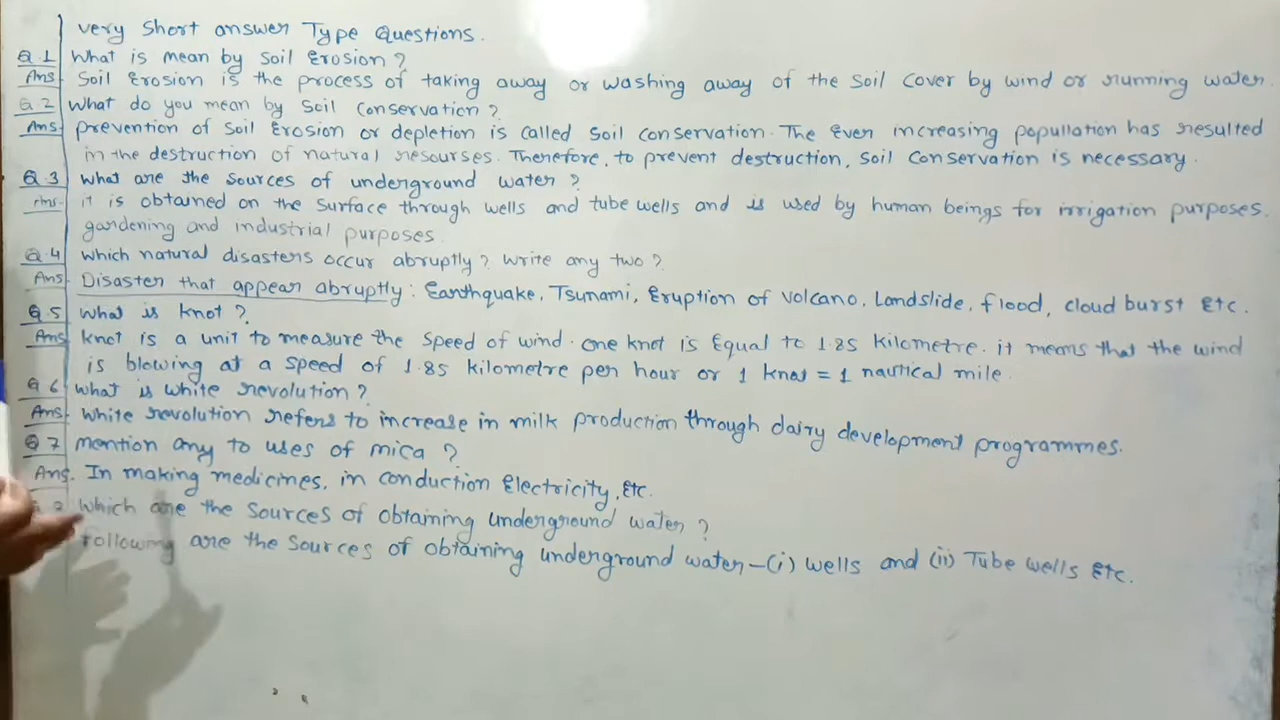 very Short answer Type Questions.
Q.1 What is mean by Soil Erosion?
Ans. Soil Erosion is the process of taking away or washing away of the soil cover by wind or running water.
Q.2 What do you mean by Soil Conservation?
Ans. Prevention of Soil Erosion or depletion is called Soil Conservation. The Ever increasing popullation has resulted
in the destruction of natural resourses. Therefore, to prevent destruction, Soil Conservation is necessary.
Q.3 What are the sources of underground water?
Ans. it is obtained on the Surface through wells and tube wells and is used by human beings for irrigation purposes.
gardening and industrial purposes.
Q.4 Which natural disasters occur abruptly? Write any two?
Ans. Disaster that appear abruptly: Earthquake, Tsunami, Eruption of Volcano, Landslide, flood, cloud burst Etc.
Q.5 What is knot?
Ans. knot is a unit to measure the speed of wind. one knot is Equal to 1.85 kilometre. it means that the wind
is blowing at a speed of 1.85 kilometre per hour or 1 knot = 1 nautical mile.
Q 6 What is white revolution?
Ans. White revolution refers to increase in milk production through dairy development programmes.
Q 7 mention any to uses of mica?
Ans. In making medicines, in conduction Electricity, Etc.
Which are the Sources of obtaining underground water?
Following are the Sources of obtaining underground water-(i) wells and (ii) Tube wells Etc.